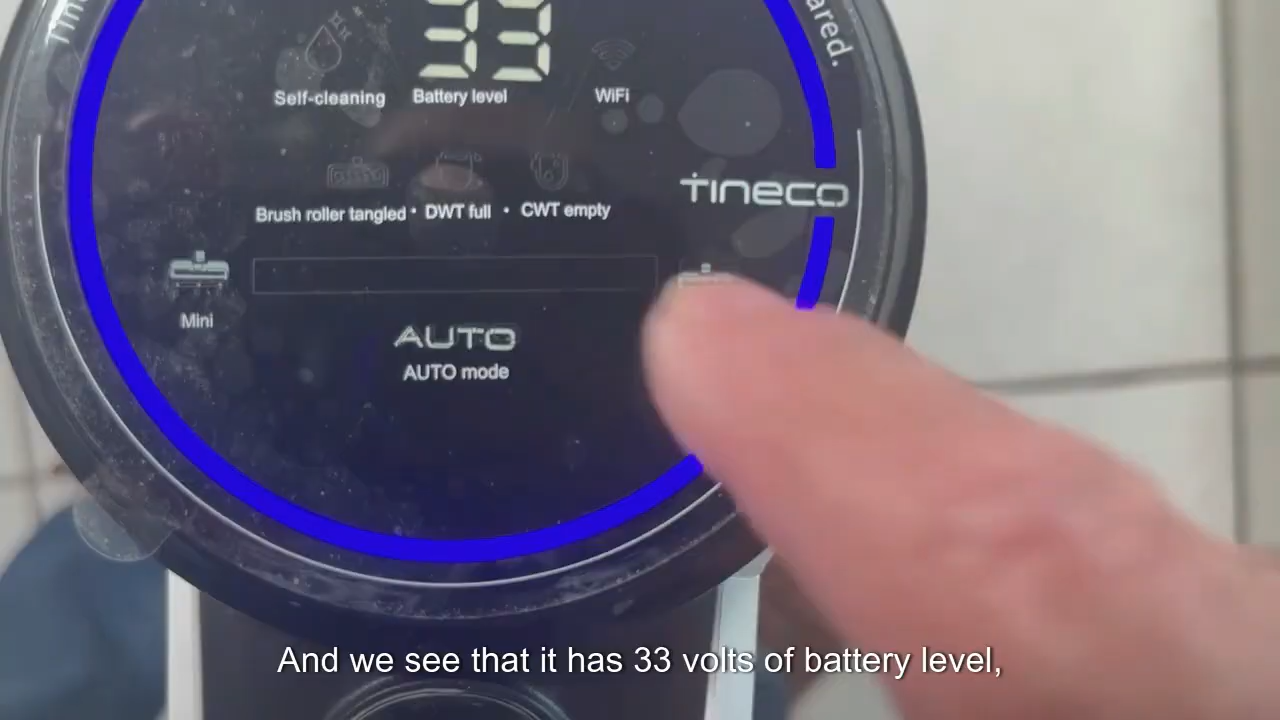 33
Self-cleaning Battery level WiFi
TINECO
Brush roller tangled • DWT full • CWT empty
Mini
AUTO
AUTO mode
ared.
And we see that it has 33 volts of battery level,